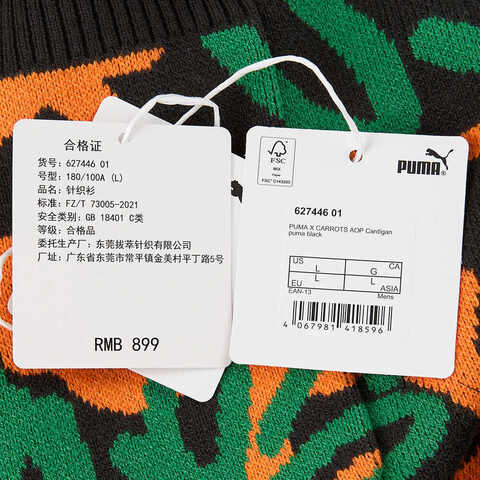 合格证
货号: 627446 01
号型: 180/100A (L)
品名: 针织衫
标准: FZ/T 73005-2021
安全类别: GB 18401 C类
等级: 合格品
委托生产厂: 东莞拔萃针织有限公司
厂址: 广东省东莞市常平镇金美村平丁路5号
RMB 899
FSC
MIX
PUMA
627446 01
PUMA X CARROTS AOP Cardigan
puma black
US L G CA
EU L L ASIA
EAN-13 Mens
4 067981 418596